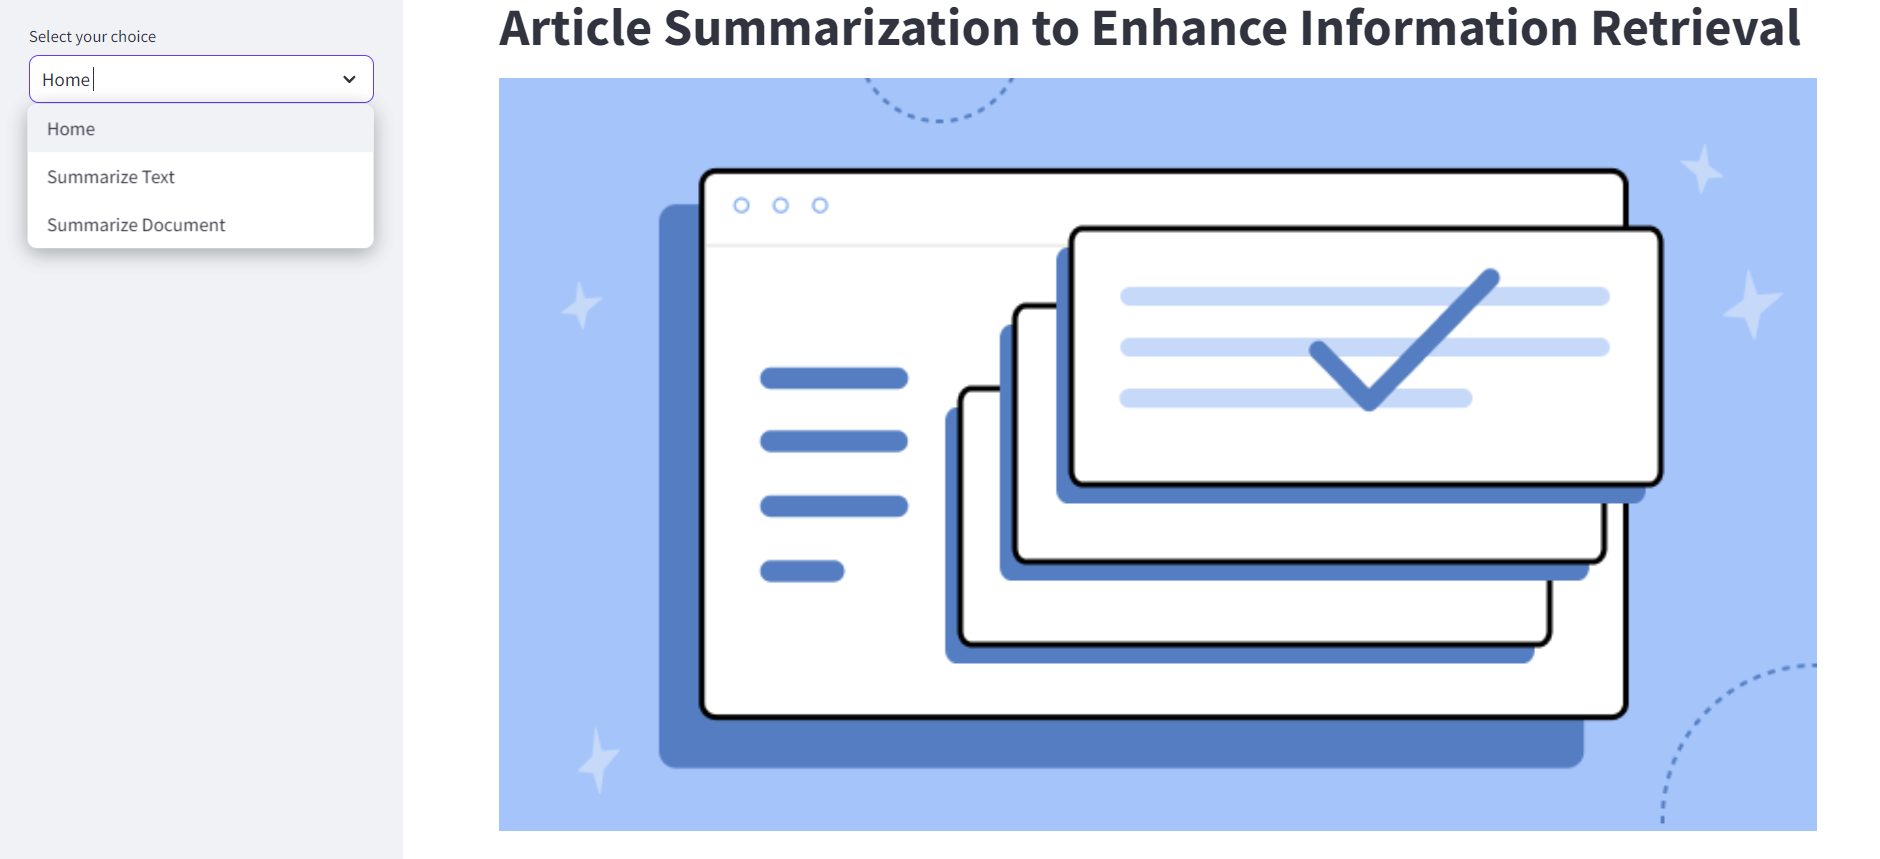 Select your choice
Home
Home
Summarize Text
Summarize Document
Article Summarization to Enhance Information Retrieval